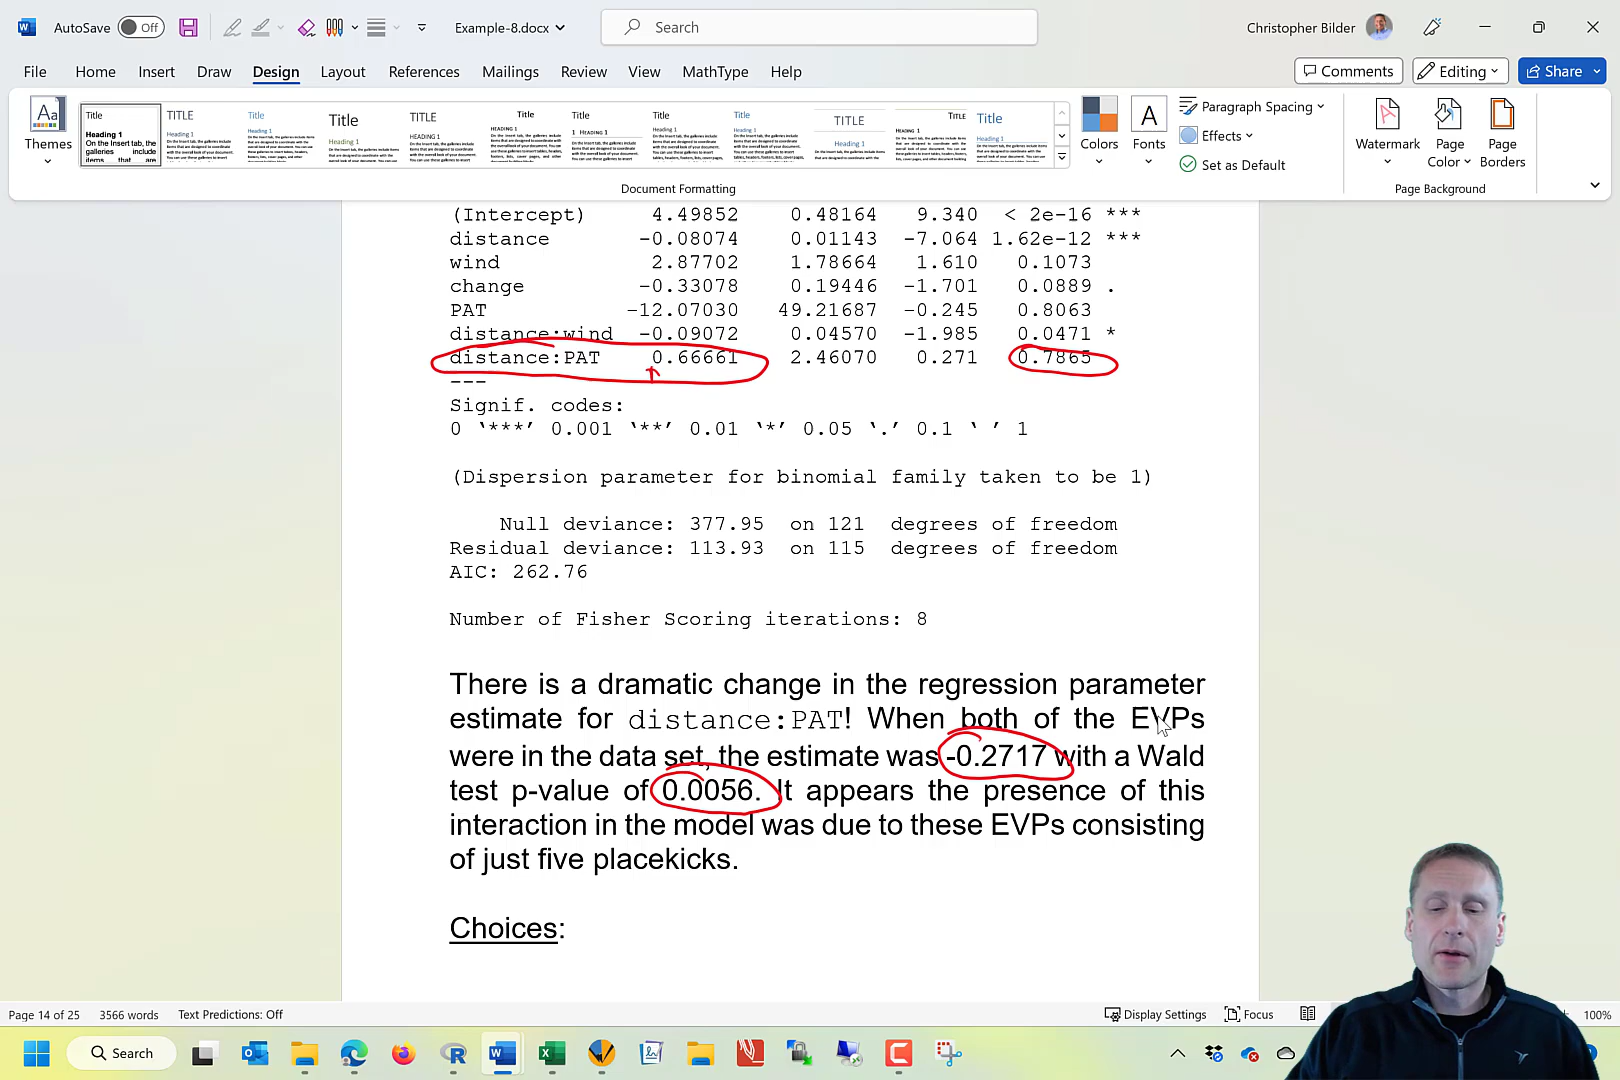 AutoSave Off Example-8.docx Search Christopher Bilder
File Home Insert Draw Design Layout References Mailings Review View MathType Help Comments Editing Share
Themes
Colors
Fonts
Paragraph Spacing
Effects
Set as Default
Watermark
Page Color
Page Borders
Document Formatting Page Background
(Intercept) 4.49852 0.48164 9.340 < 2e-16 ***
distance -0.08074 0.01143 -7.064 1.62e-12 ***
wind 2.87702 1.78664 1.610 0.1073
change -0.33078 0.19446 -1.701 0.0889 .
PAT -12.07030 49.21687 -0.245 0.8063
distance:wind -0.09072 0.04570 -1.985 0.0471 *
distance:PAT 0.66661 2.46070 0.271 0.7865
---
Signif. codes:
0 ‘***’ 0.001 ‘**’ 0.01 ‘*’ 0.05 ‘.’ 0.1 ‘ ’ 1
(Dispersion parameter for binomial family taken to be 1)
Null deviance: 377.95 on 121 degrees of freedom
Residual deviance: 113.93 on 115 degrees of freedom
AIC: 262.76
Number of Fisher Scoring iterations: 8
There is a dramatic change in the regression parameter
estimate for distance:PAT! When both of the EVPs
were in the data set, the estimate was -0.2717 with a Wald
test p-value of 0.0056. It appears the presence of this
interaction in the model was due to these EVPs consisting
of just five placekicks.
Choices:
Page 14 of 25 3566 words Text Predictions: Off Display Settings Focus 100%
Search